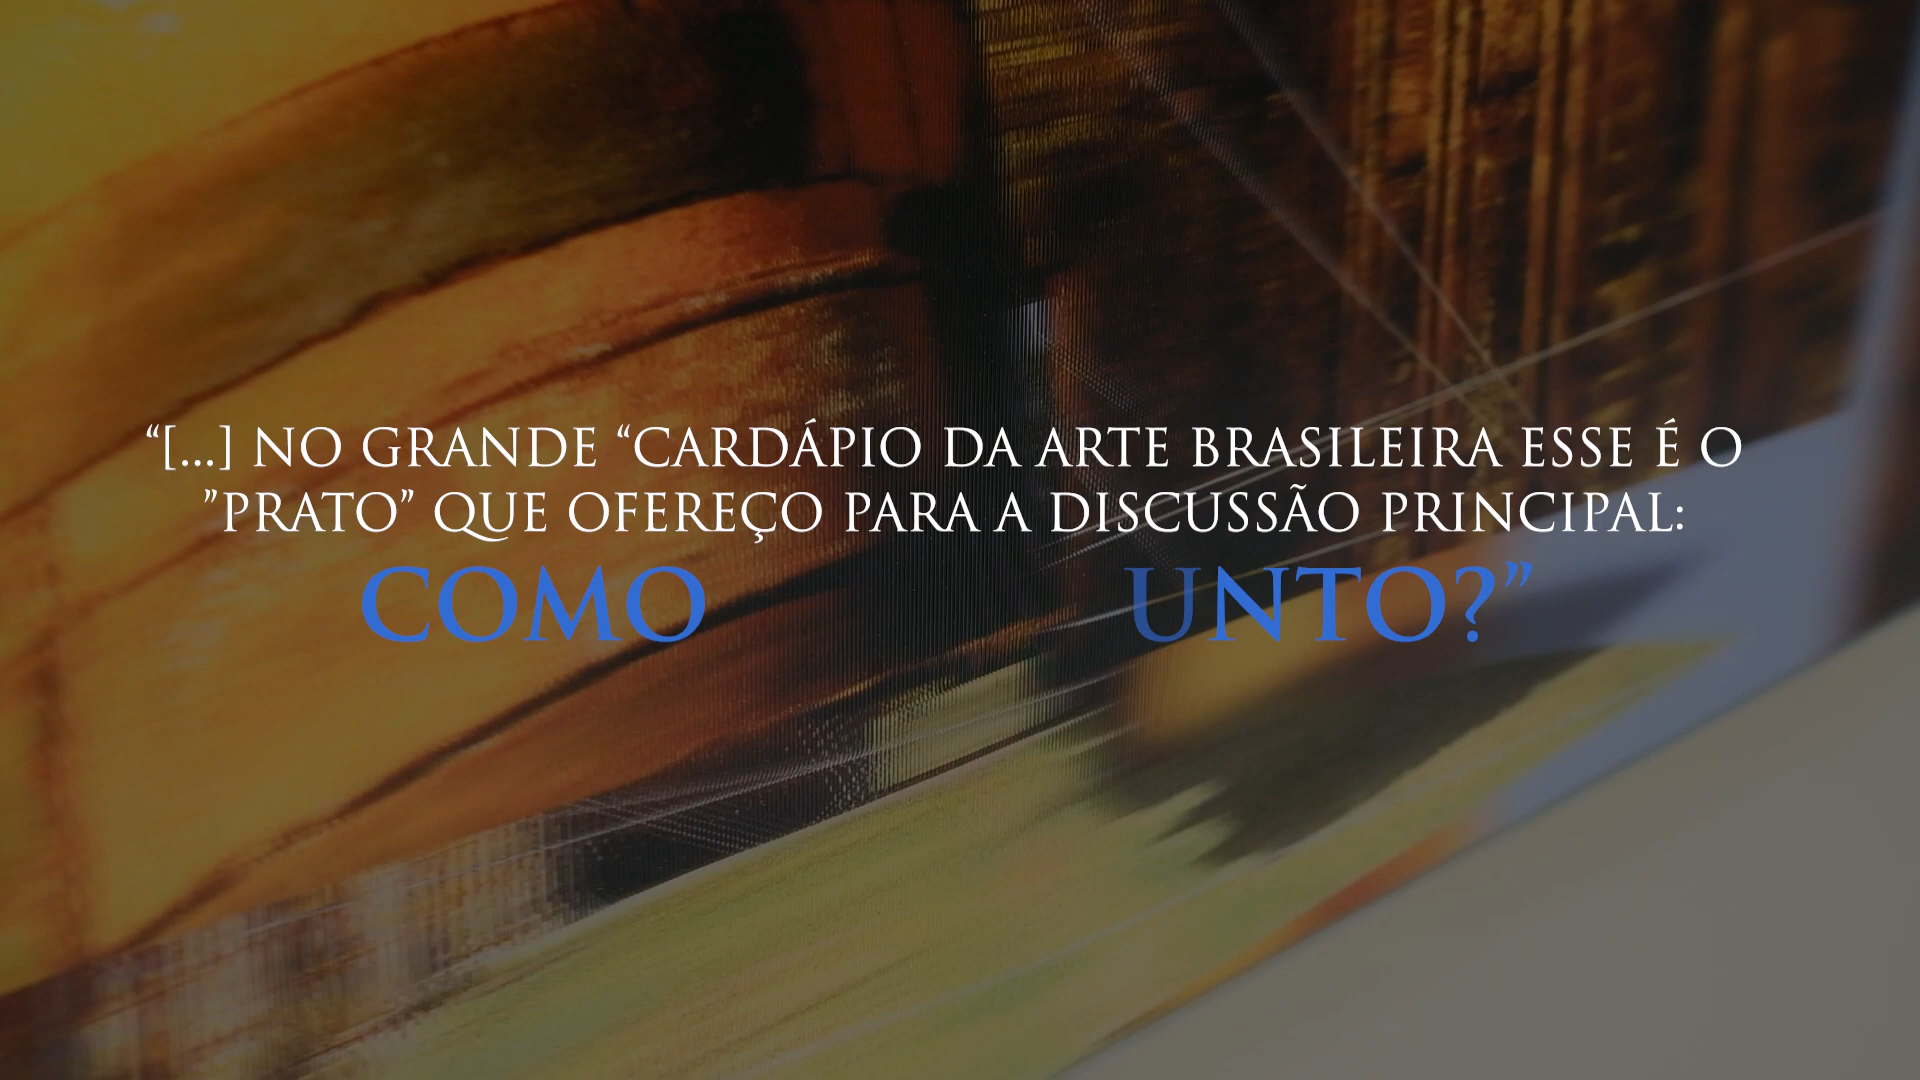 “[...] NO GRANDE “CARDÁPIO DA ARTE BRASILEIRA ESSE É O
”PRATO” QUE OFEREÇO PARA A DISCUSSÃO PRINCIPAL:
COMO UNTO?”